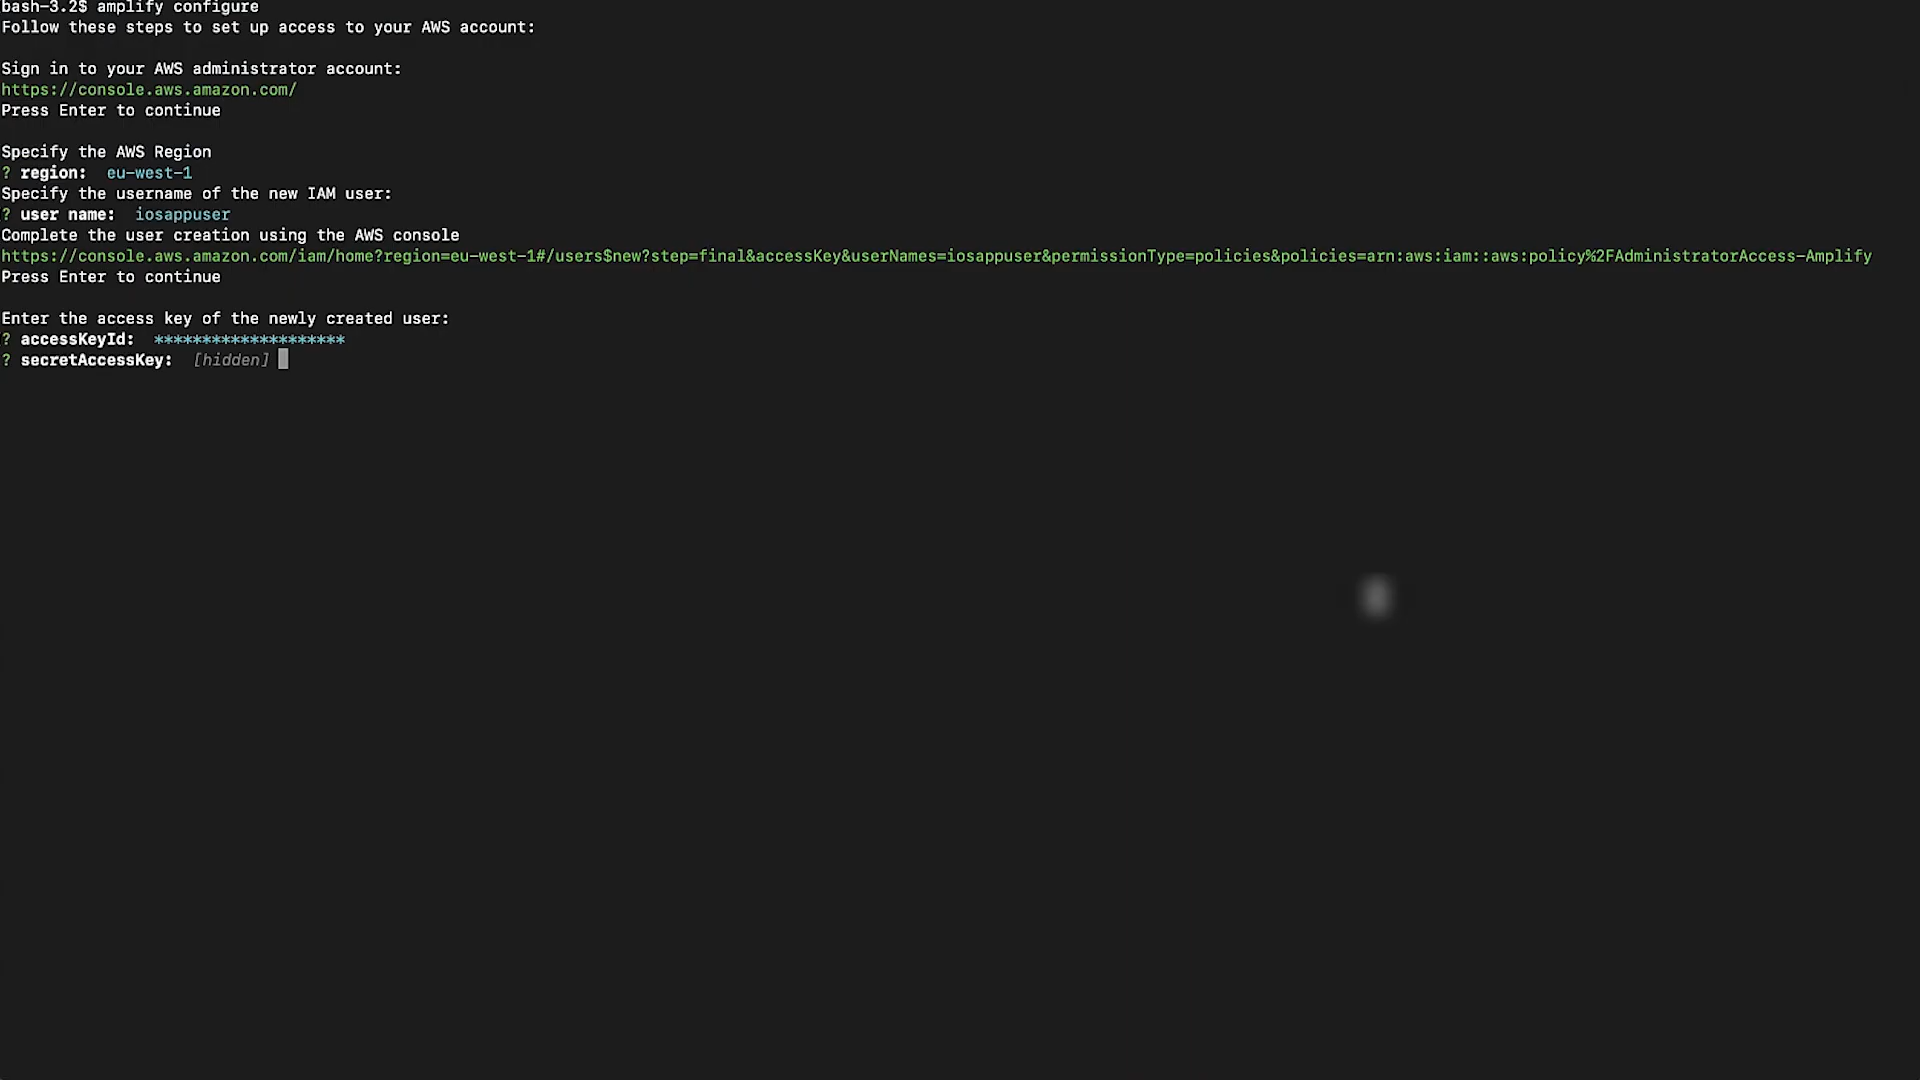 bash-3.2$ amplify configure
Follow these steps to set up access to your AWS account:
Sign in to your AWS administrator account:
https://console.aws.amazon.com/
Press Enter to continue
Specify the AWS Region
? region:  eu-west-1
Specify the username of the new IAM user:
? user name:  iosappuser
Complete the user creation using the AWS console
https://console.aws.amazon.com/iam/home?region=eu-west-1#/users$new?step=final&accessKey&userNames=iosappuser&permissionType=policies&policies=arn:aws:iam::aws:policy%2FAdministratorAccess-Amplify
Press Enter to continue
Enter the access key of the newly created user:
? accessKeyId:  ********************
? secretAccessKey:  [hidden]